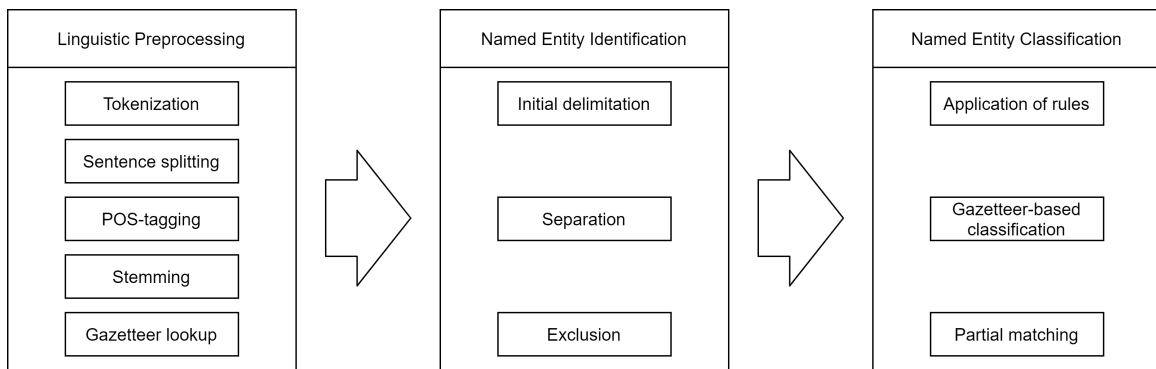 Linguistic Preprocessing
Tokenization
Sentence splitting
POS-tagging
Stemming
Gazetteer lookup
Named Entity Identification
Initial delimitation
Separation
Exclusion
Named Entity Classification
Application of rules
Gazetteer-based
classification
Partial matching